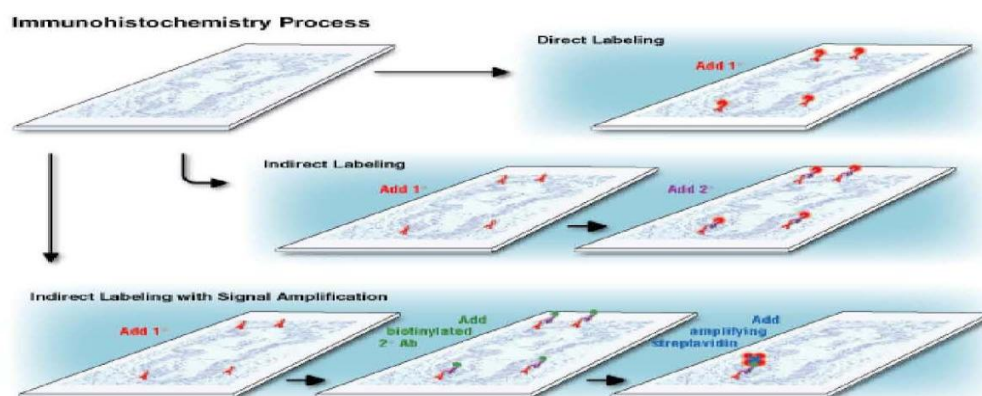 Immunohistochemistry Process
Direct Labeling
Add 1°
Indirect Labeling
Add 1°
Add 2°
Indirect Labeling with Signal Amplification
Add 1°
Add
biotinylated
2° Ab
Add
amplifying
streptavidin